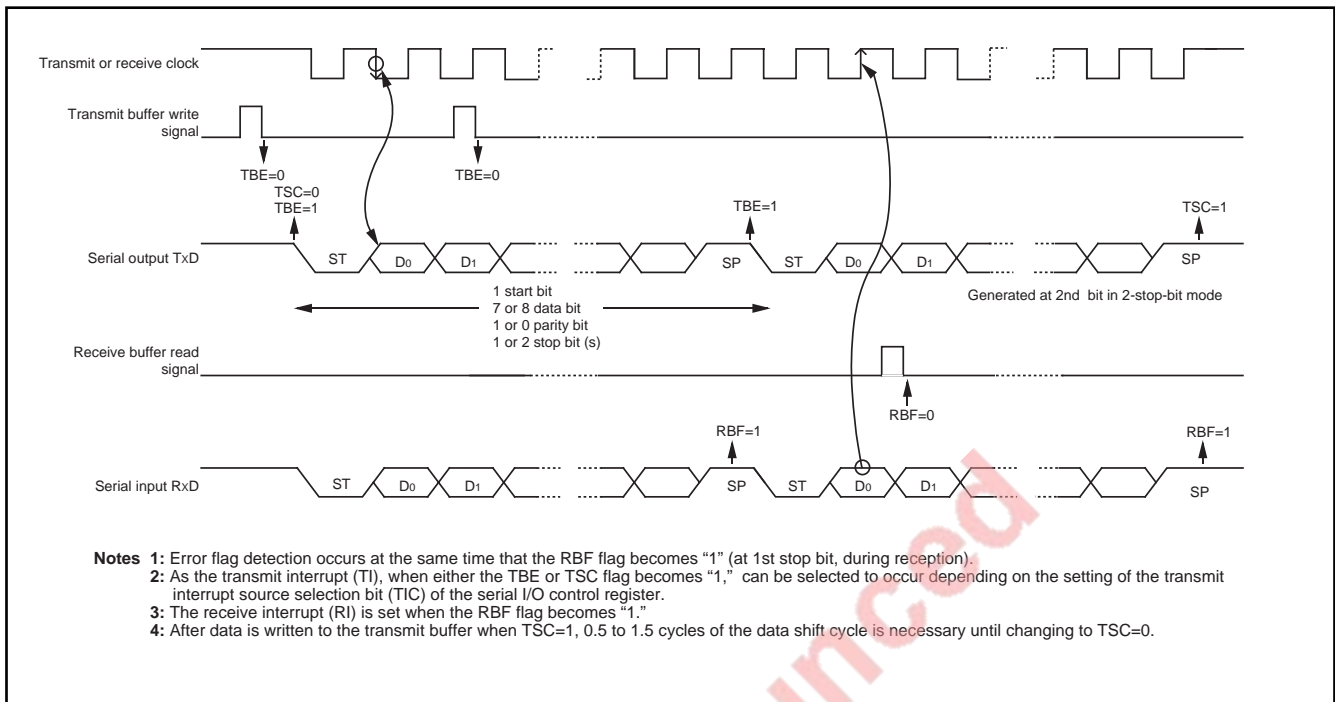 Transmit or receive clock
Transmit buffer write
signal
TBE=0
TBE=0
TSC=0
TBE=1
TBE=1
TSC=1
Serial output TxD
ST
D0
D1
SP
ST
D0
D1
SP
1 start bit
7 or 8 data bit
1 or 0 parity bit
1 or 2 stop bit (s)
Generated at 2nd bit in 2-stop-bit mode
Receive buffer read
signal
RBF=0
RBF=1
RBF=1
Serial input RxD
ST
D0
D1
SP
ST
D0
D1
SP
Notes 1: Error flag detection occurs at the same time that the RBF flag becomes “1” (at 1st stop bit, during reception).
2: As the transmit interrupt (TI), when either the TBE or TSC flag becomes “1,” can be selected to occur depending on the setting of the transmit
interrupt source selection bit (TIC) of the serial I/O control register.
3: The receive interrupt (RI) is set when the RBF flag becomes “1.”
4: After data is written to the transmit buffer when TSC=1, 0.5 to 1.5 cycles of the data shift cycle is necessary until changing to TSC=0.
unced